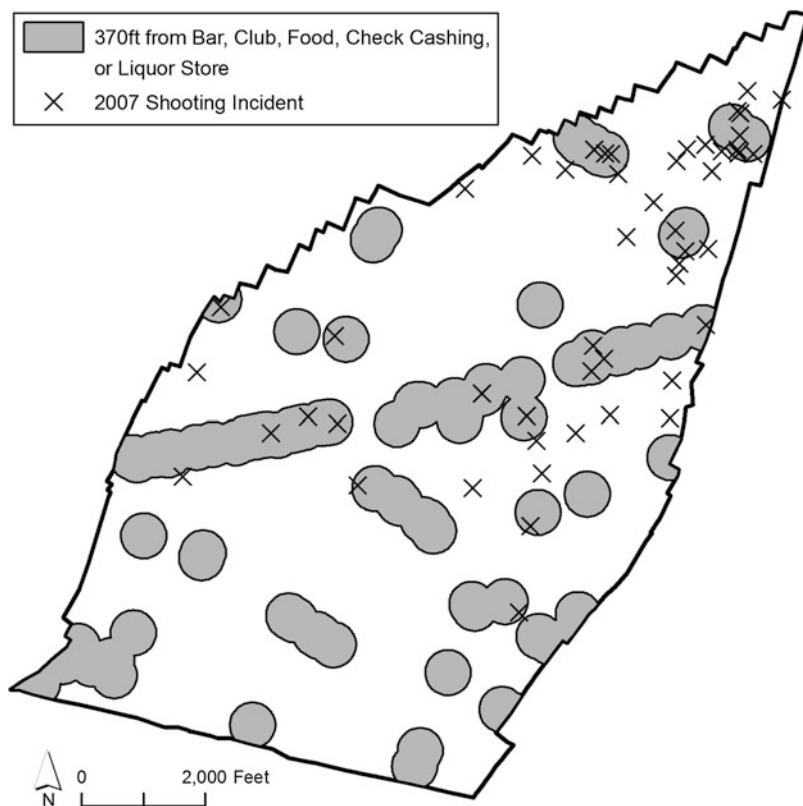 370ft from Bar, Club, Food, Check Cashing,
or Liquor Store
2007 Shooting Incident
N
0 2,000 Feet